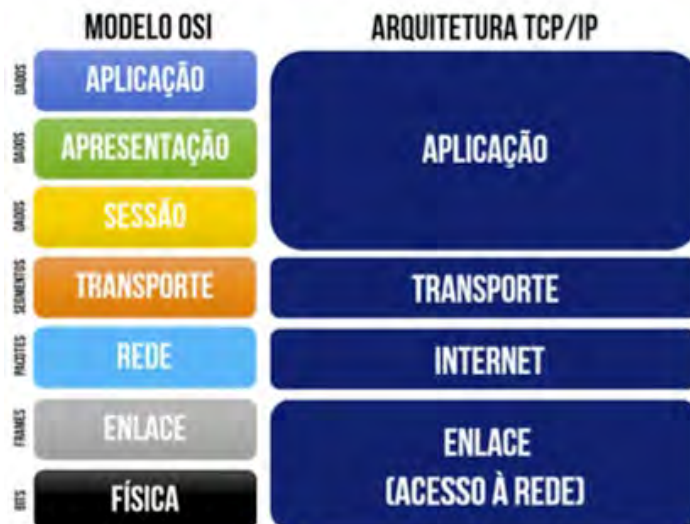 MODELO OSI
ARQUITETURA TCP/IP
DADOS
APLICAÇÃO
DADOS
APRESENTAÇÃO
DADOS
SESSÃO
APLICAÇÃO
SEGMENTOS
TRANSPORTE
TRANSPORTE
PACOTES
REDE
INTERNET
FRAMES
ENLACE
BITS
FÍSICA
ENLACE
(ACESSO À REDE)